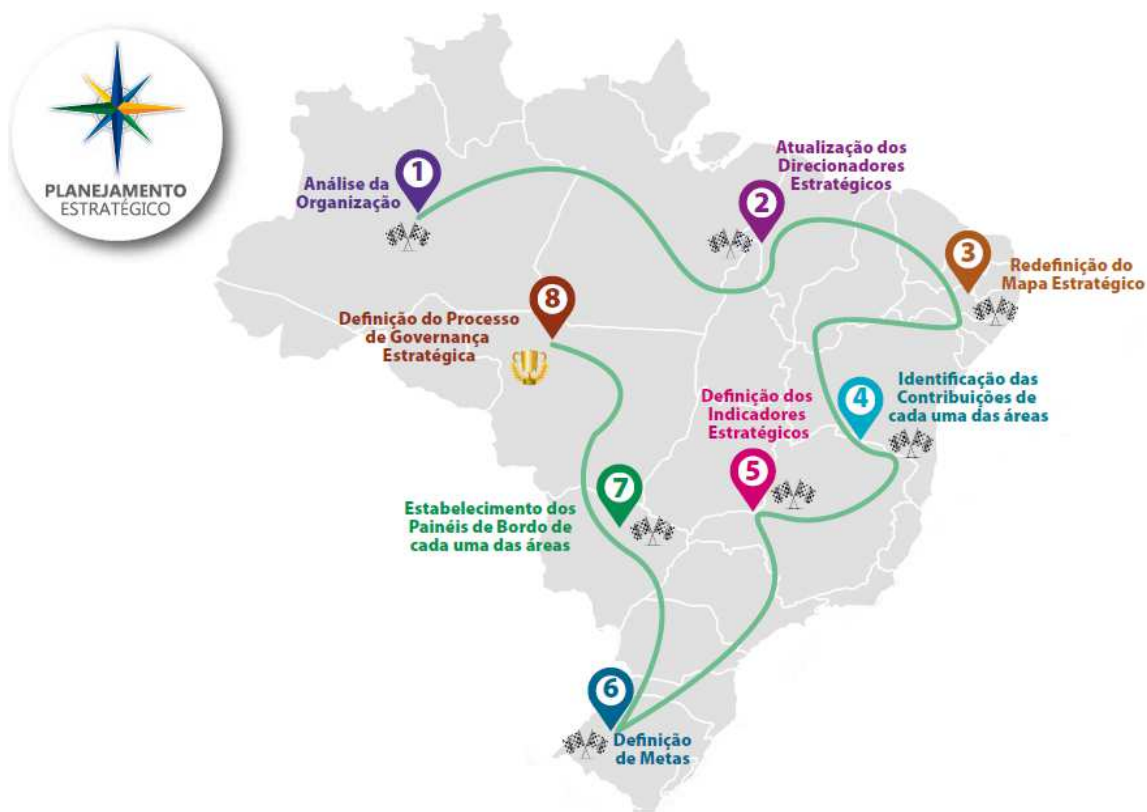 PLANEJAMENTO
ESTRATÉGICO
1
Análise da
Organização
2
Atualização dos
Direcionadores
Estratégicos
3
Redefinição do
Mapa Estratégico
4
Identificação das
Contribuições de
cada uma das áreas
5
Definição dos
Indicadores
Estratégicos
6
Definição
de Metas
7
Estabelecimento dos
Painéis de Bordo de
cada uma das áreas
8
Definição do Processo
de Governança
Estratégica